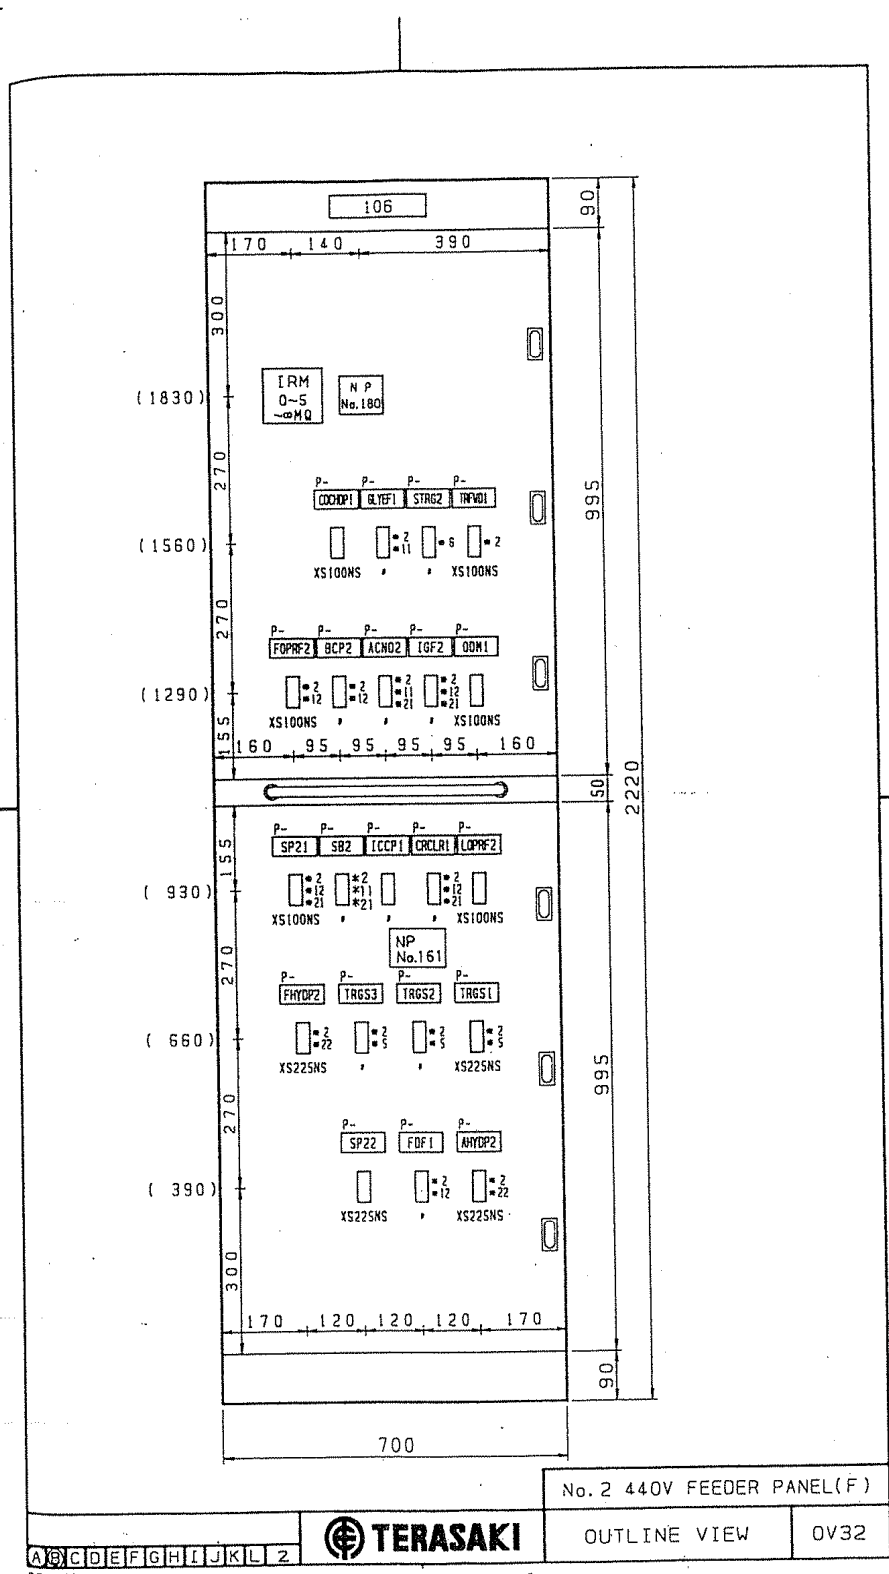 106
90
170 140 390
300
IRM
0~5
~∞MΩ
N P
No.180
(1830)
270
995
P- P- P- P-
GLYEF1 STRG2
*2
*11
*6
*2
(1560)
XS100NS , , XS100NS
270
P- P- P- P- P-
FOPRF2 BCP2 ACNO2 IGF2 ODM1
*2
*12
*2
*12
*2
*11
*21
*2
*12
*21
(1290)
XS100NS , , , XS100NS
155
160 95 95 95 95 160
50
2220
P- P- P- P- P-
SP21 SB2 ICCP1 CRCLR1 LOPRF2
155
*2
*12
*21
*2
*11
*21
*2
*12
*21
( 930)
XS100NS , , , XS100NS
NP
No.161
270
P- P- P- P-
FHYDP2 TRGS3 TRGS2 TRGS1
*2
*22
*2
*5
*2
*5
*2
*5
( 660)
XS225NS , , XS225NS
995
270
P- P- P-
SP22 FDF1 AHYDP2
*2
*12
*2
*22
( 390)
XS225NS , XS225NS
300
170 120 120 120 170
90
700
No. 2 440V FEEDER PANEL(F)
TERASAKI
OUTLINE VIEW
OV32
A B C D E F G H I J K L 2